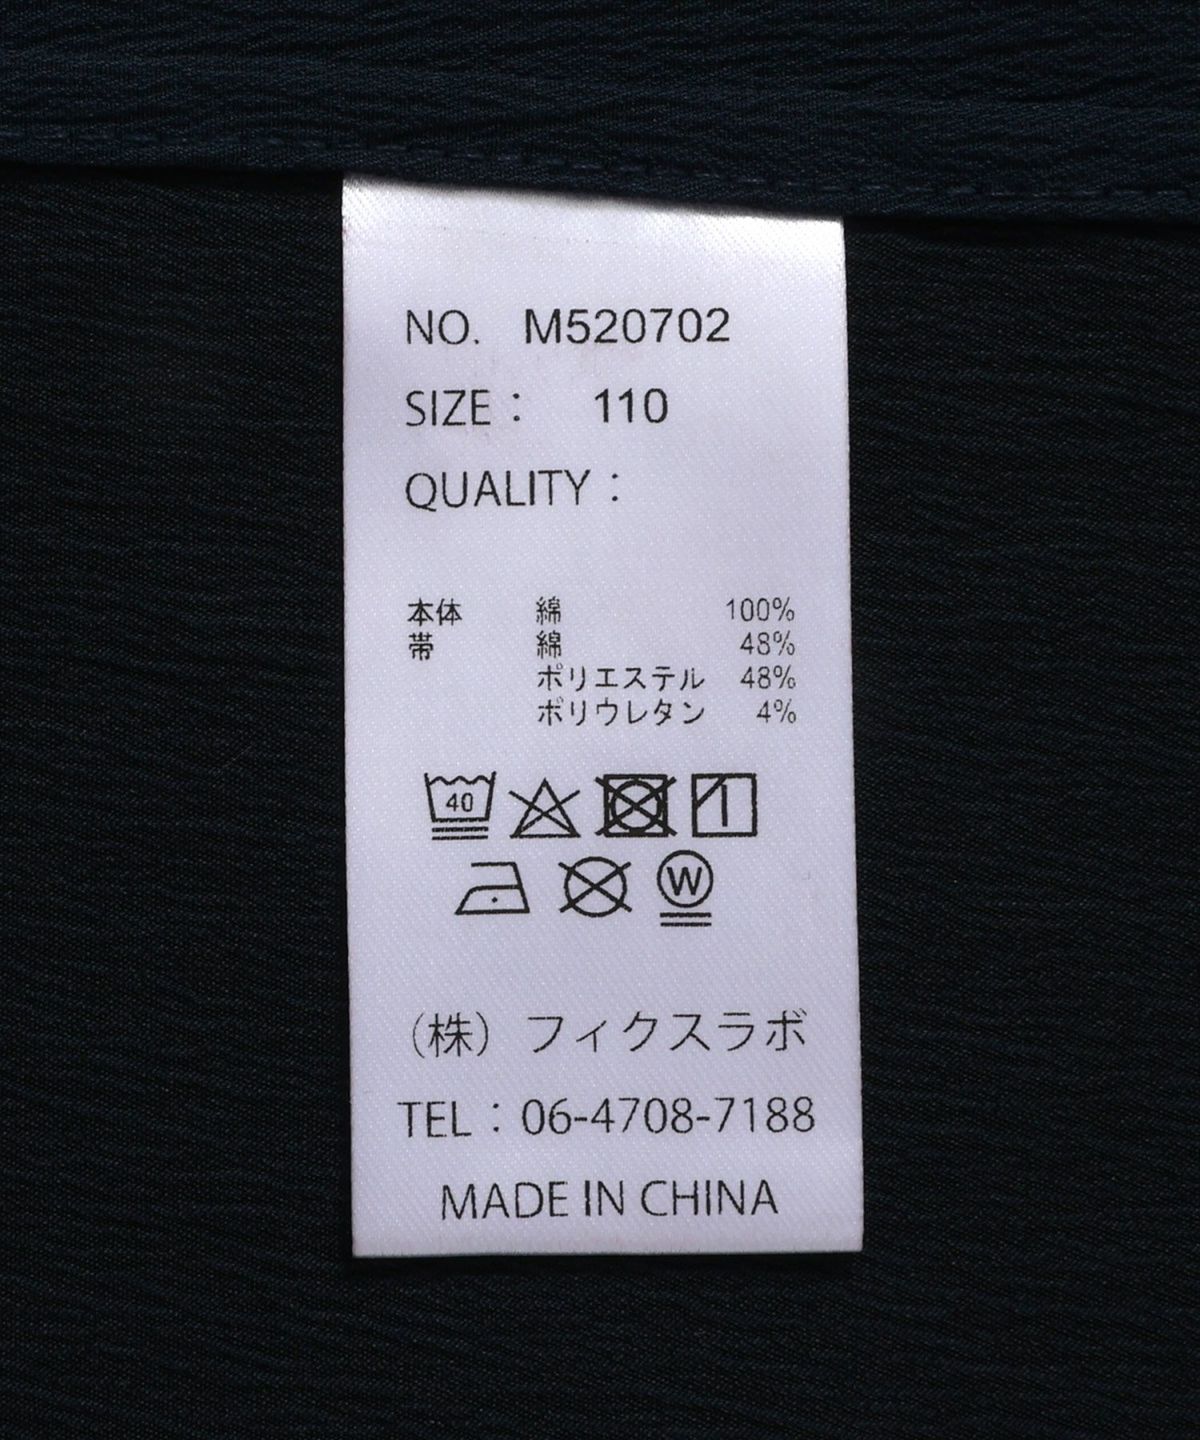 NO. M520702
SIZE： 110
QUALITY：
本体 綿 100%
帯 綿 48%
ポリエステル 48%
ポリウレタン 4%
40
W
（株）フィクスラボ
TEL：06-4708-7188
MADE IN CHINA